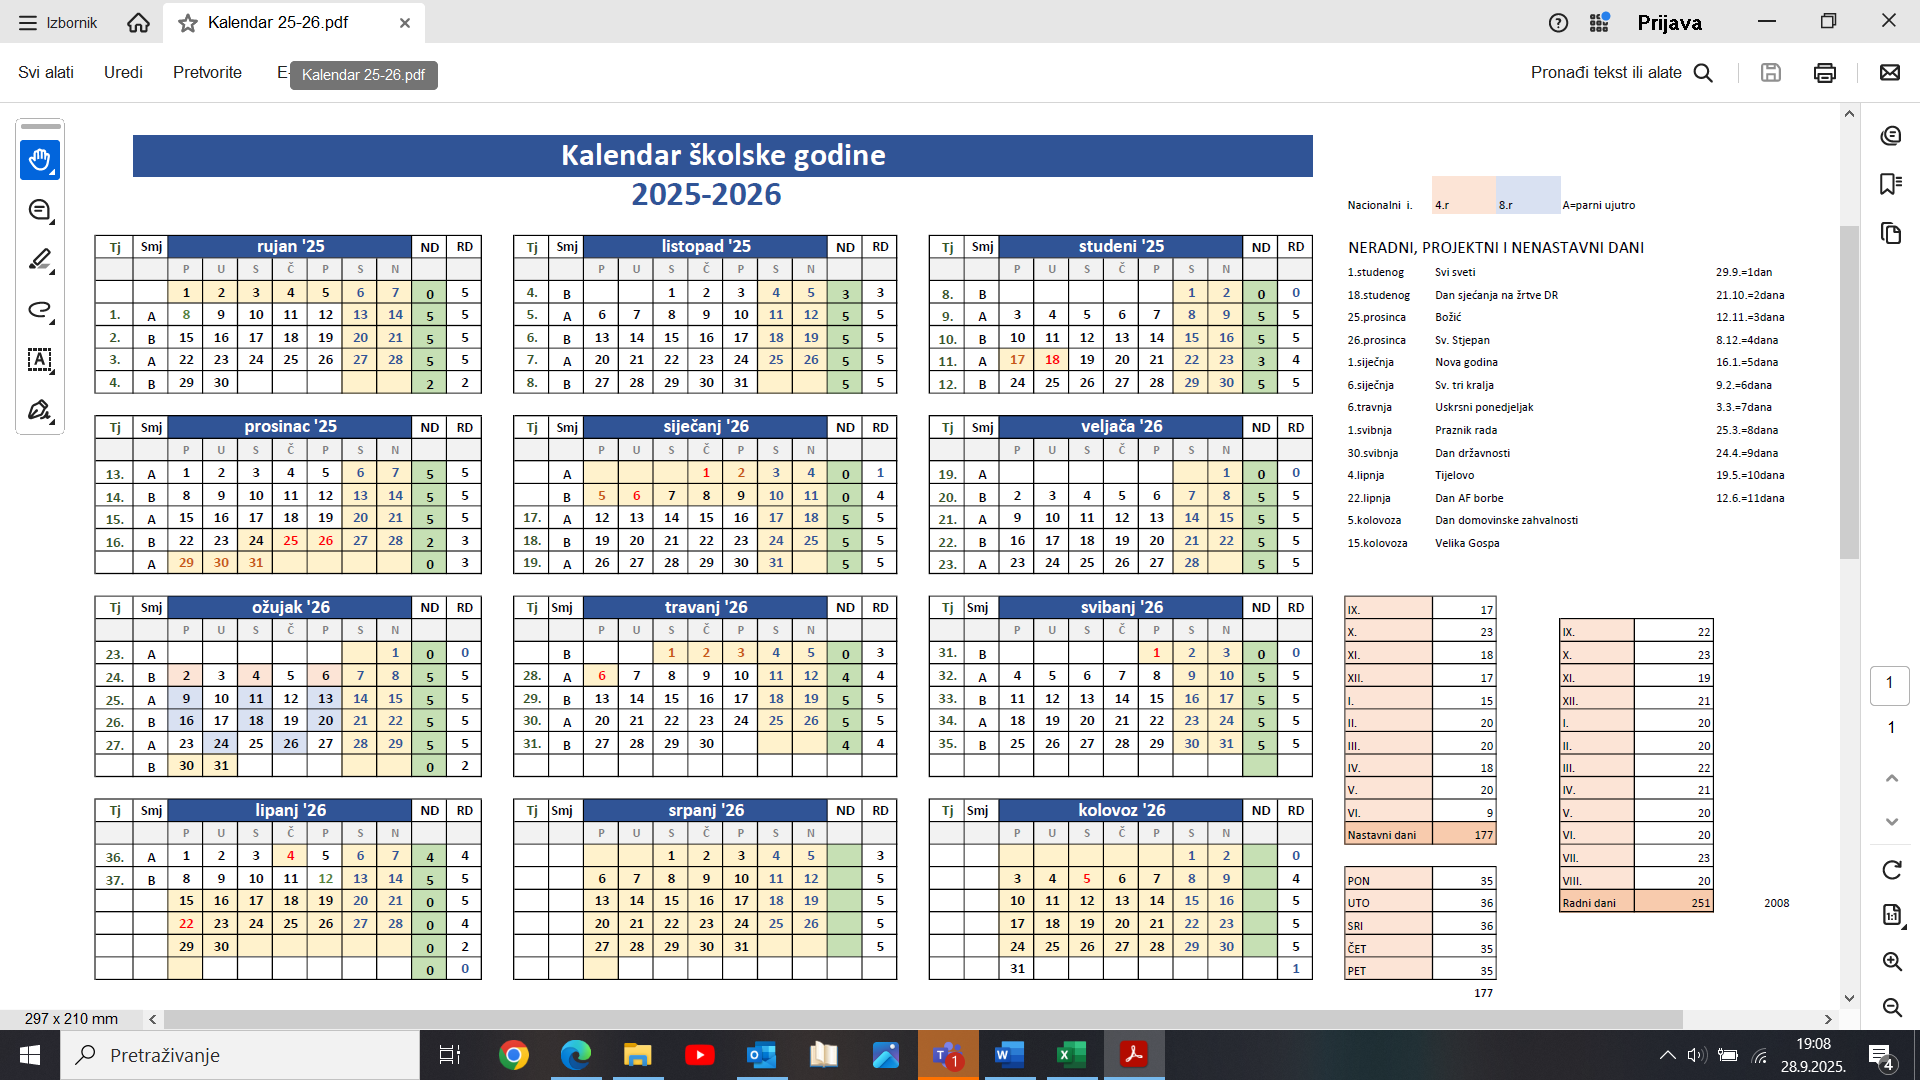 Izbornik
Kalendar 25-26.pdf
Prijava
Svi alati Uredi Pretvorite E-
Kalendar 25-26.pdf
Pronađi tekst ili alate
Kalendar školske godine
2025-2026
Nacionalni i. 4.r 8.r A=parni ujutro
Tj Smj rujan '25 ND RD
P U S Č P S N
1 2 3 4 5 6 7 0 5
1. A 8 9 10 11 12 13 14 5 5
2. B 15 16 17 18 19 20 21 5 5
3. A 22 23 24 25 26 27 28 5 5
4. B 29 30 2 2
Tj Smj listopad '25 ND RD
P U S Č P S N
4. B 1 2 3 4 5 3 3
5. A 6 7 8 9 10 11 12 5 5
6. B 13 14 15 16 17 18 19 5 5
7. A 20 21 22 23 24 25 26 5 5
8. B 27 28 29 30 31 5 5
Tj Smj studeni '25 ND RD
P U S Č P S N
8. B 1 2 0 0
9. A 3 4 5 6 7 8 9 5 5
10. B 10 11 12 13 14 15 16 5 5
11. A 17 18 19 20 21 22 23 3 4
12. B 24 25 26 27 28 29 30 5 5
Tj Smj prosinac '25 ND RD
P U S Č P S N
13. A 1 2 3 4 5 6 7 5 5
14. B 8 9 10 11 12 13 14 5 5
15. A 15 16 17 18 19 20 21 5 5
16. B 22 23 24 25 26 27 28 2 3
A 29 30 31 0 3
Tj Smj siječanj '26 ND RD
P U S Č P S N
A 1 2 3 4 0 1
B 5 6 7 8 9 10 11 0 4
17. A 12 13 14 15 16 17 18 5 5
18. B 19 20 21 22 23 24 25 5 5
19. A 26 27 28 29 30 31 5 5
Tj Smj veljača '26 ND RD
P U S Č P S N
19. A 1 0 0
20. B 2 3 4 5 6 7 8 5 5
21. A 9 10 11 12 13 14 15 5 5
22. B 16 17 18 19 20 21 22 5 5
23. A 23 24 25 26 27 28 5 5
Tj Smj ožujak '26 ND RD
P U S Č P S N
23. A 1 0 0
24. B 2 3 4 5 6 7 8 5 5
25. A 9 10 11 12 13 14 15 5 5
26. B 16 17 18 19 20 21 22 5 5
27. A 23 24 25 26 27 28 29 5 5
B 30 31 0 2
Tj Smj travanj '26 ND RD
P U S Č P S N
B 1 2 3 4 5 0 3
28. A 6 7 8 9 10 11 12 4 4
29. B 13 14 15 16 17 18 19 5 5
30. A 20 21 22 23 24 25 26 5 5
31. B 27 28 29 30 4 4
Tj Smj svibanj '26 ND RD
P U S Č P S N
31. B 1 2 3 0 0
32. A 4 5 6 7 8 9 10 5 5
33. B 11 12 13 14 15 16 17 5 5
34. A 18 19 20 21 22 23 24 5 5
35. B 25 26 27 28 29 30 31 5 5
Tj Smj lipanj '26 ND RD
P U S Č P S N
36. A 1 2 3 4 5 6 7 4 4
37. B 8 9 10 11 12 13 14 5 5
15 16 17 18 19 20 21 0 5
22 23 24 25 26 27 28 0 4
29 30 0 2
0 0
Tj Smj srpanj '26 ND RD
P U S Č P S N
1 2 3 4 5 3
6 7 8 9 10 11 12 5
13 14 15 16 17 18 19 5
20 21 22 23 24 25 26 5
27 28 29 30 31 5
Tj Smj kolovoz '26 ND RD
P U S Č P S N
1 2 0
3 4 5 6 7 8 9 4
10 11 12 13 14 15 16 5
17 18 19 20 21 22 23 5
24 25 26 27 28 29 30 5
31 1
NERADNI, PROJEKTNI I NENASTAVNI DANI
1.studenog Svi sveti 29.9.=1dan
18.studenog Dan sjećanja na žrtve DR 21.10.=2dana
25.prosinca Božić 12.11.=3dana
26.prosinca Sv. Stjepan 8.12.=4dana
1.siječnja Nova godina 16.1.=5dana
6.siječnja Sv. tri kralja 9.2.=6dana
6.travnja Uskrsni ponedjeljak 3.3.=7dana
1.svibnja Praznik rada 25.3.=8dana
30.svibnja Dan državnosti 24.4.=9dana
4.lipnja Tijelovo 19.5.=10dana
22.lipnja Dan AF borbe 12.6.=11dana
5.kolovoza Dan domovinske zahvalnosti
15.kolovoza Velika Gospa
IX. 17
X. 23
XI. 18
XII. 17
I. 15
II. 20
III. 20
IV. 18
V. 20
VI. 9
Nastavni dani 177
IX. 22
X. 23
XI. 19
XII. 21
I. 20
II. 20
III. 22
IV. 21
V. 20
VI. 20
VII. 23
VIII. 20
Radni dani 251 2008
PON 35
UTO 36
SRI 36
ČET 35
PET 35
177
1
1
297 x 210 mm
Pretraživanje
1
19:08
28.9.2025.
4